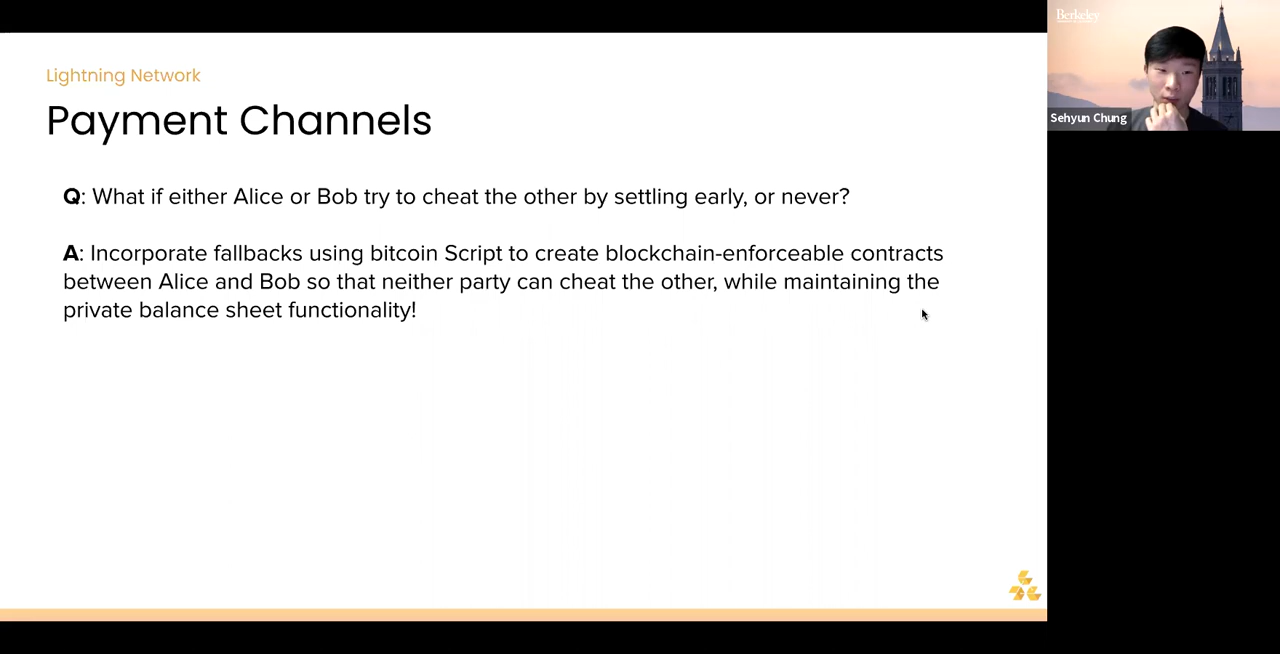 Lightning Network
Payment Channels
Q: What if either Alice or Bob try to cheat the other by settling early, or never?
A: Incorporate fallbacks using bitcoin Script to create blockchain-enforceable contracts
between Alice and Bob so that neither party can cheat the other, while maintaining the
private balance sheet functionality!
Berkeley
Sehyun Chung